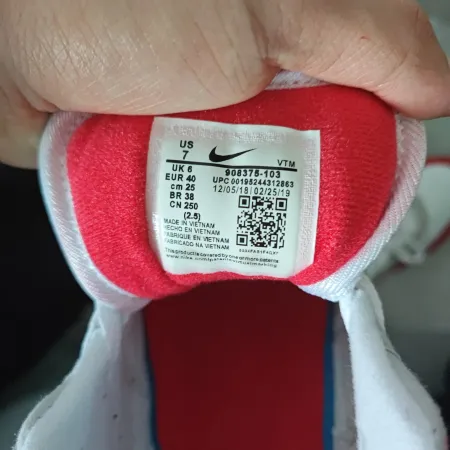 US
7
VTM
UK 6
EUR 40
cm 25
BR 38
CN 250
(2.5)
908375-103
UPC 00195244312863
12/05/18 02/25/19
MADE IN VIETNAM
HECHO EN VIETNAM
FABRIQUE EN VIETNAM
FABRICADO NA VIETNAM